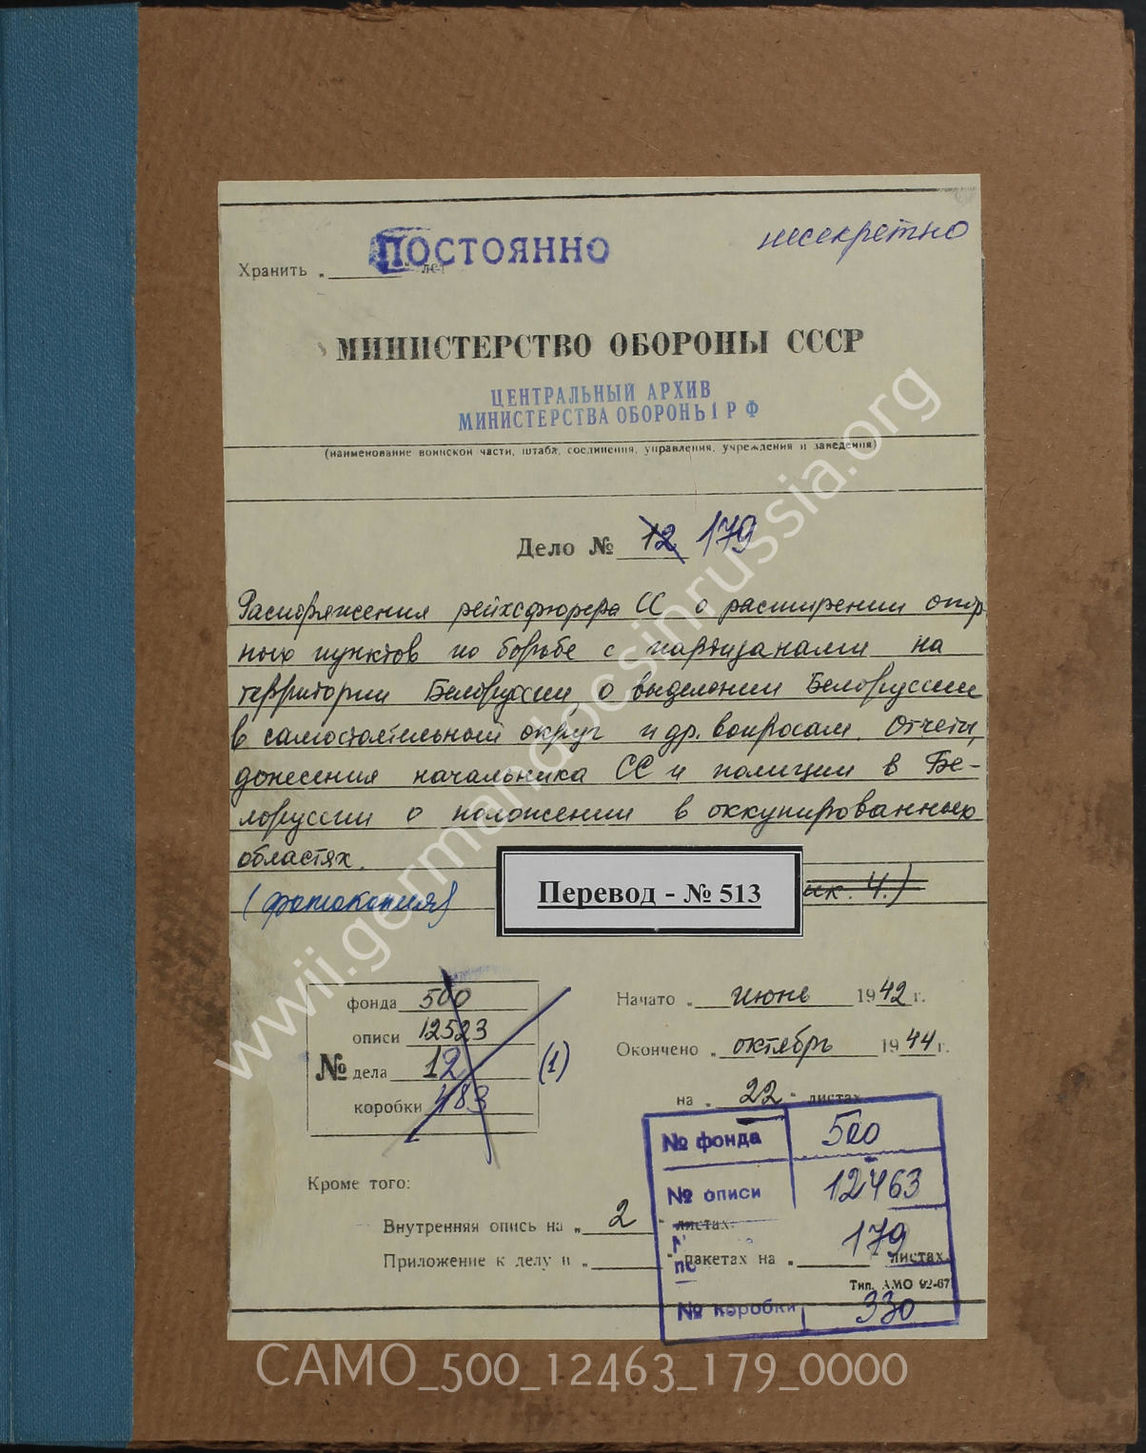 ПОСТОЯННО
несекретно
Хранить „ лет
МИНИСТЕРСТВО ОБОРОНЫ СССР
ЦЕНТРАЛЬНЫЙ АРХИВ
МИНИСТЕРСТВА ОБОРОНЫ Р Ф
(наименование воинской части, штаба, соединения, управления, учреждения и заведения)
Дело № 12 179
Распоряжения рейхсфюрера СС о расширении опор
ных пунктов по борьбе с партизанами на
территории Белоруссии, о выделении Белоруссии
в самостоятельный округ и др. вопросам. Отчеты,
донесения начальника СС и полиции в Бе-
лоруссии о положении в оккупированных
областях.
(фотокопия)
Перевод - № 513
фонда 500
описи 12523
№ дела 12 (1)
коробки 483
Начато „ июнь 1942 г.
Окончено „ октябрь 1944 г.
на „ 22 " листах
№ фонда 500
№ описи 12463
179
№ коробки 330
Кроме того:
Внутренняя опись на „ 2 " листах.
Приложение к делу и „ " пакетах на „ " листах.
Тип. АМО 92-67
wwii.germandocsinrussia.org
CAMO_500_12463_179_0000